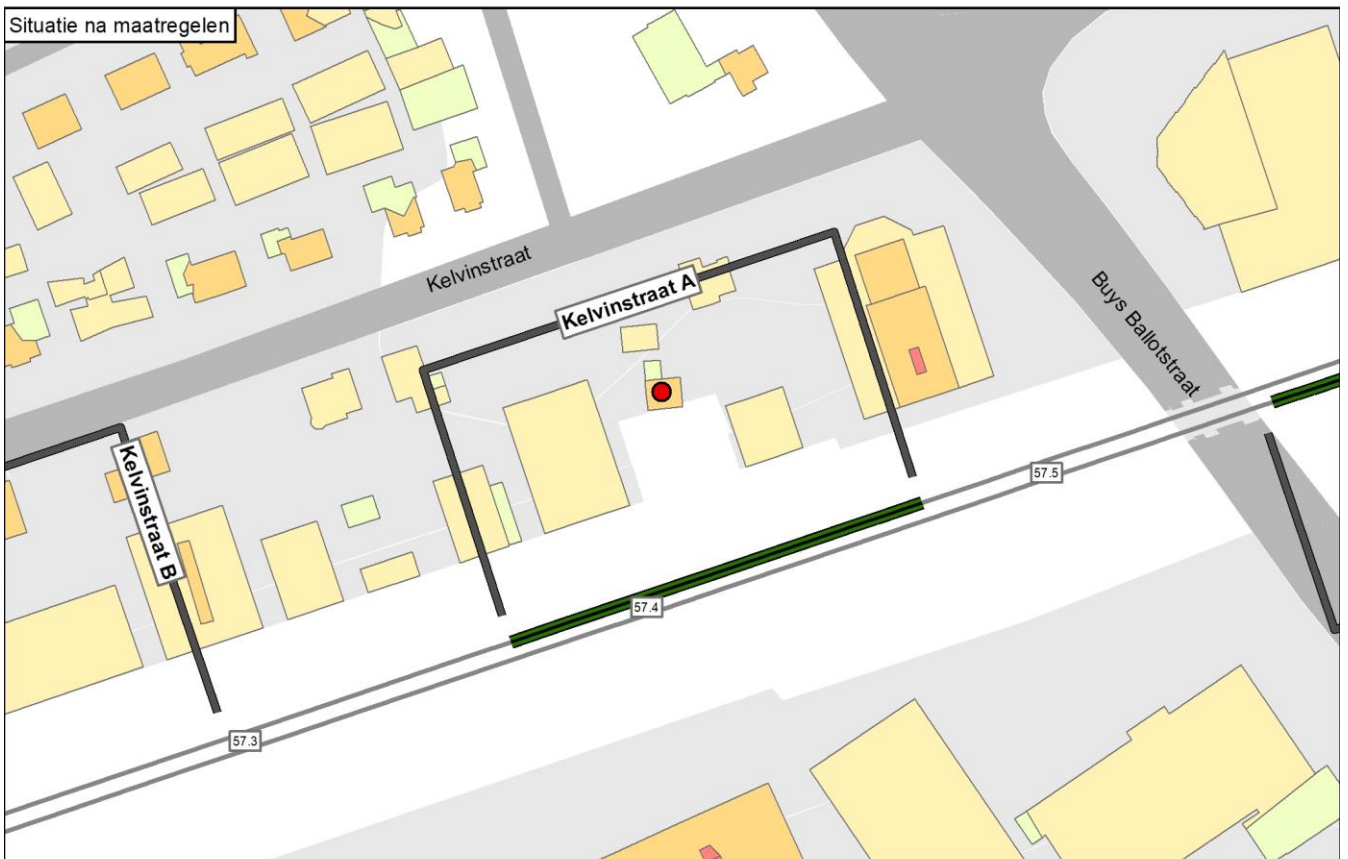 Situatie na maatregelen
Kelvinstraat
Kelvinstraat A
Buys Ballotstraat
Kelvinstraat B
57.5
57.4
57.3